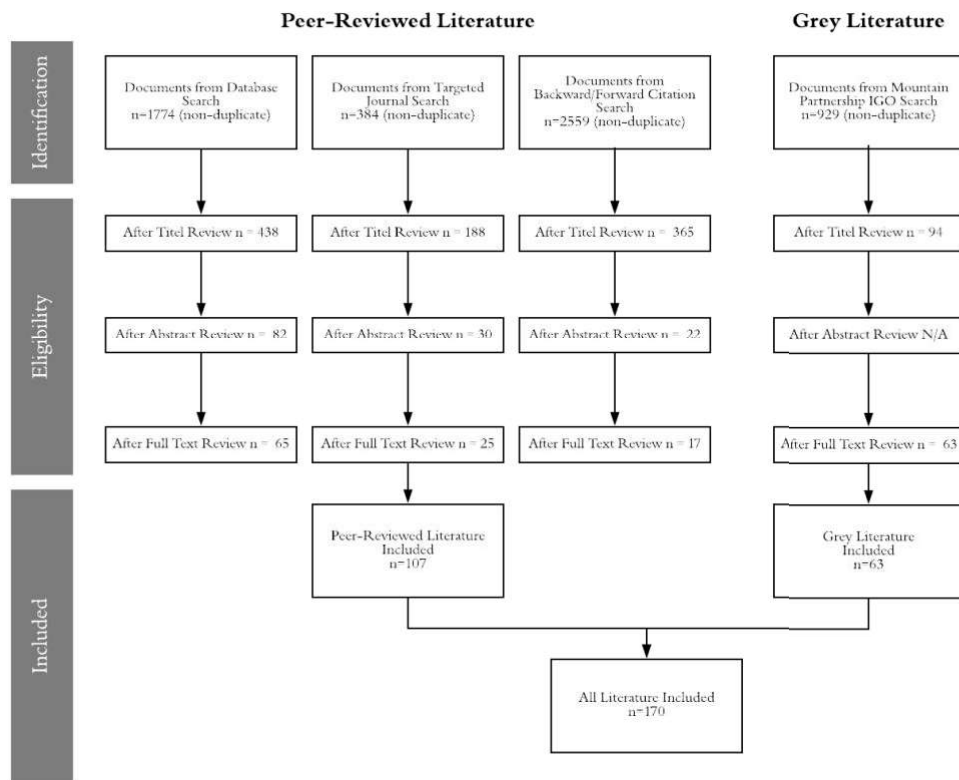 Peer-Reviewed Literature
Grey Literature
Identification
Documents from Database
Search
n=1774 (non-duplicate)
Documents from Targeted
Journal Search
n=384 (non-duplicate)
Documents from
Backward/Forward Citation
Search
n=2559 (non-duplicate)
Documents from Mountain
Partnership IGO Search
n=929 (non-duplicate)
Eligibility
After Titel Review n = 438
After Titel Review n = 188
After Titel Review n = 365
After Titel Review n = 94
After Abstract Review n = 82
After Abstract Review n = 30
After Abstract Review n = 22
After Abstract Review N/A
After Full Text Review n = 65
After Full Text Review n = 25
After Full Text Review n = 17
After Full Text Review n = 63
Included
Peer-Reviewed Literature
Included
n=107
Grey Literature
Included
n=63
All Literature Included
n=170